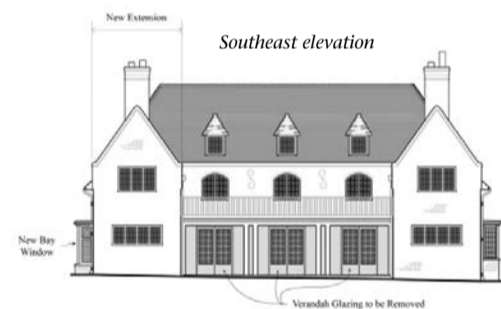 New Extension
Southeast elevation
New Bay
Window
Verandah Glazing to be Removed